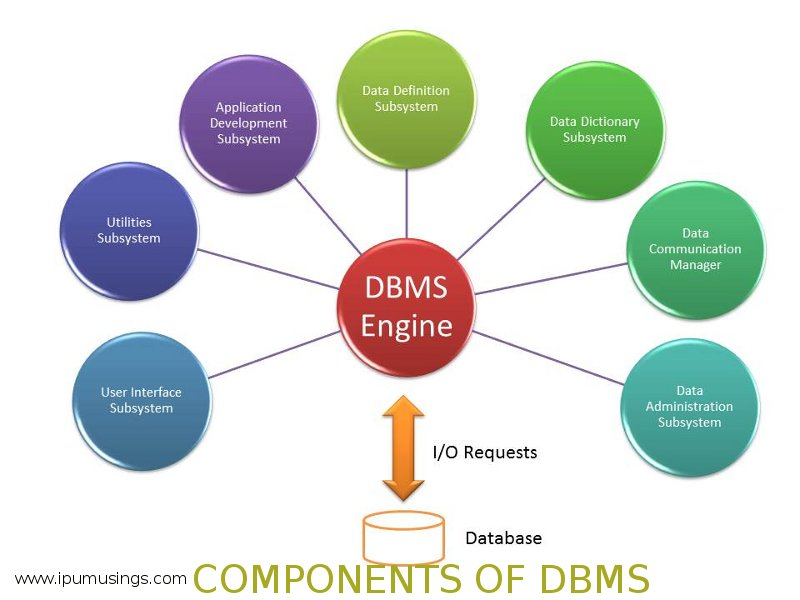 Data Definition
Subsystem
Application
Development
Subsystem
Data Dictionary
Subsystem
Utilities
Subsystem
Data
Communication
Manager
DBMS
Engine
User Interface
Subsystem
Data
Administration
Subsystem
I/O Requests
Database
www.ipumusings.com
COMPONENTS OF DBMS